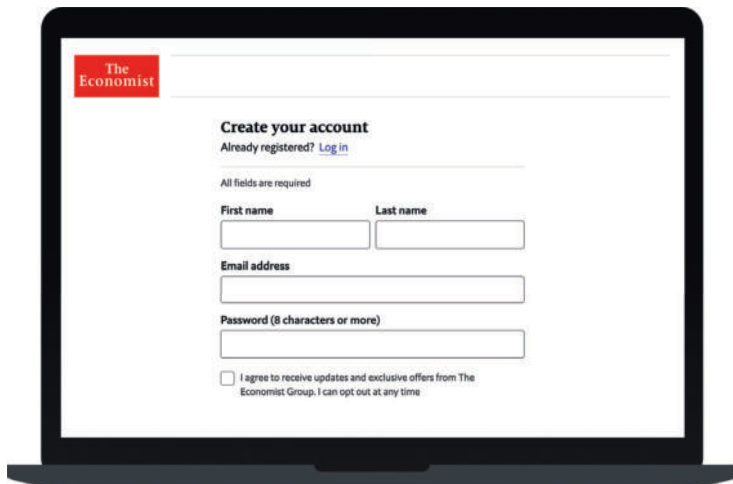 The
Economist
Create your account
Already registered? Log in
All fields are required
First name Last name
Email address
Password (8 characters or more)
I agree to receive updates and exclusive offers from The
Economist Group. I can opt out at any time